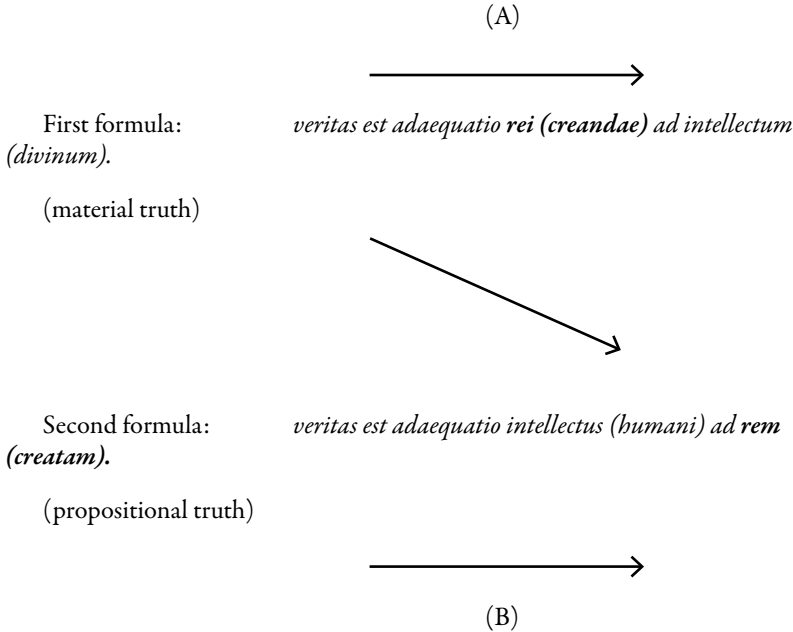 (A)
First formula: veritas est adaequatio rei (creandae) ad intellectum
(divinum).
(material truth)
Second formula: veritas est adaequatio intellectus (humani) ad rem
(creatam).
(propositional truth)
(B)